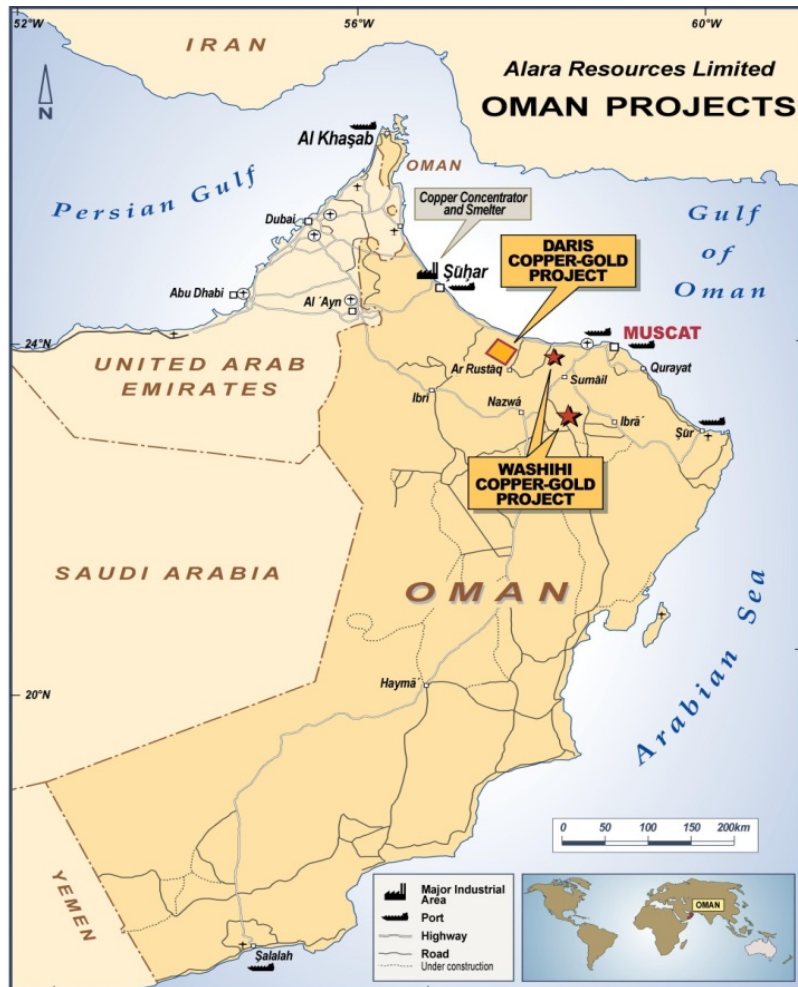 52°W
56°W
60°W
IRAN
Alara Resources Limited
OMAN PROJECTS
N
Al Khaşab
OMAN
Persian Gulf
Copper Concentrator
and Smelter
Gulf
of
Oman
Dubai
DARIS
COPPER-GOLD
PROJECT
Şūḩar
Abu Dhabi
Al ´Ayn
24°N
MUSCAT
UNITED ARAB
EMIRATES
Ar Rustāq
Sumāil
Qurayat
Ibrī
Nazwá
Ibrā´
Şūr
WASHIHI
COPPER-GOLD
PROJECT
SAUDI ARABIA
OMAN
Arabian Sea
20°N
Haymā´
YEMEN
Şalalah
0 50 100 150 200km
Major Industrial
Area
Port
Highway
Road
Under construction
OMAN